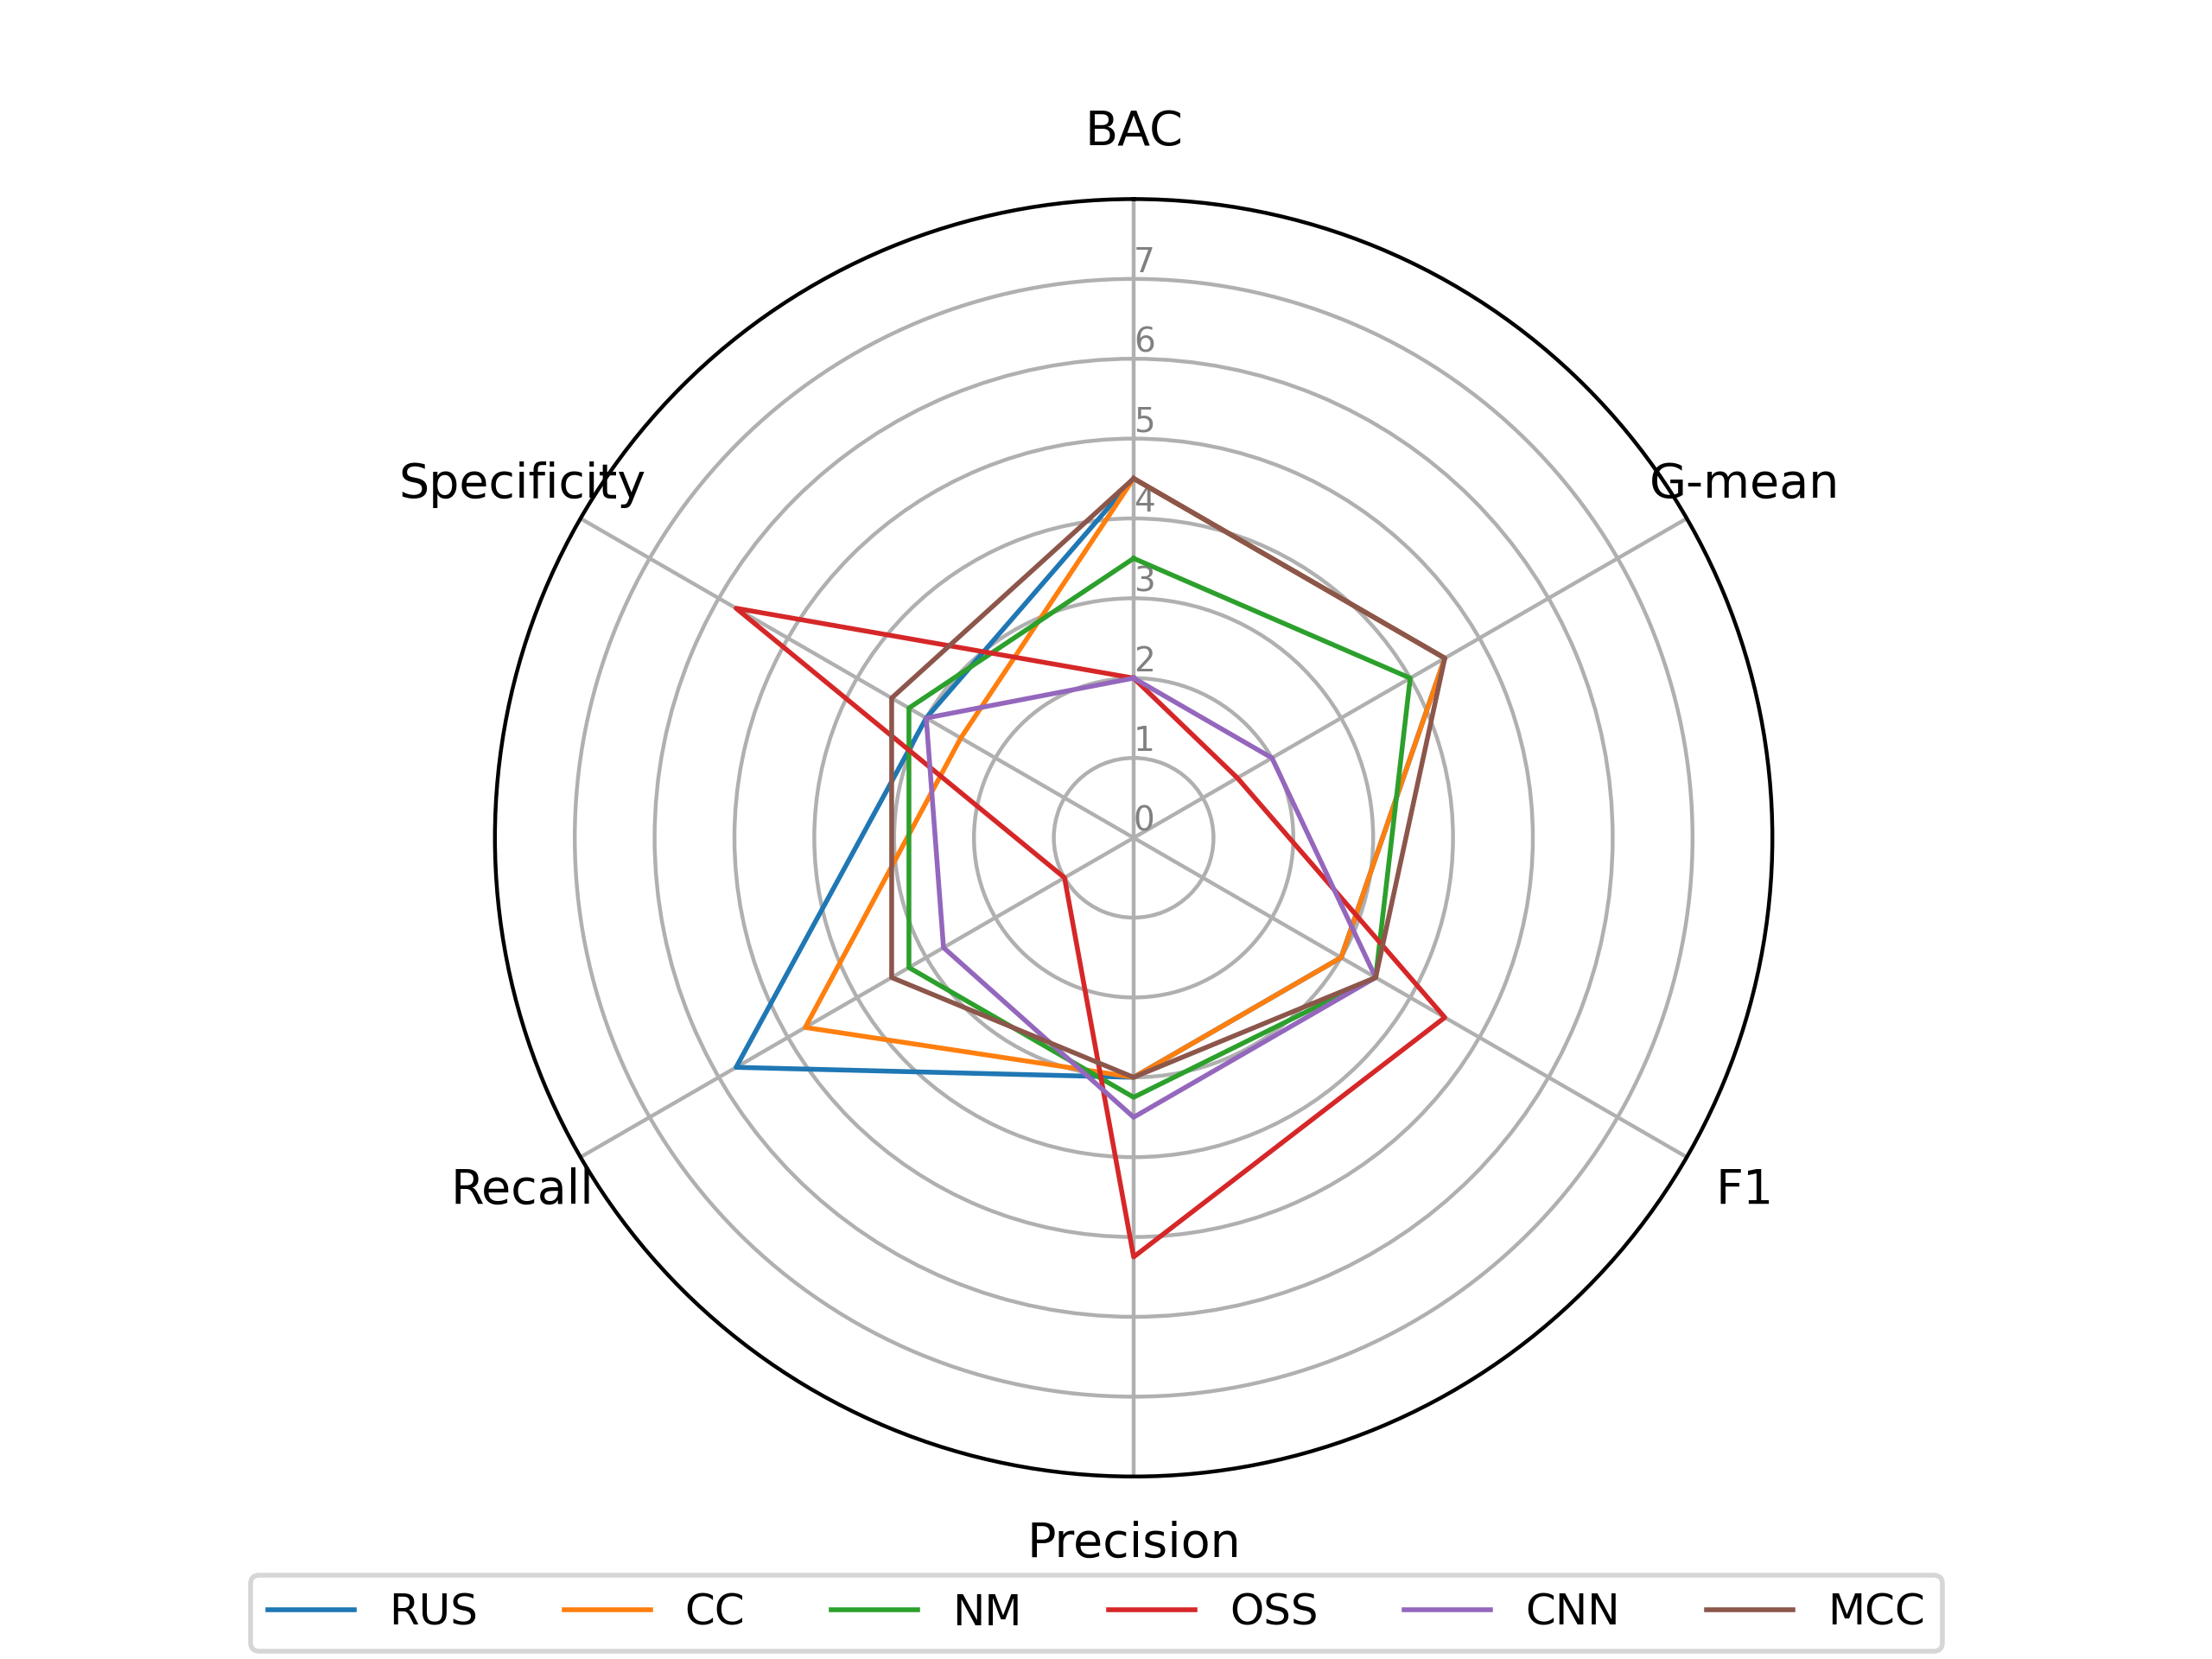 BAC
7
6
5
Specificity
G-mean
4
3
2
1
0
Recall
F1
Precision
RUS CC NM OSS CNN MCC